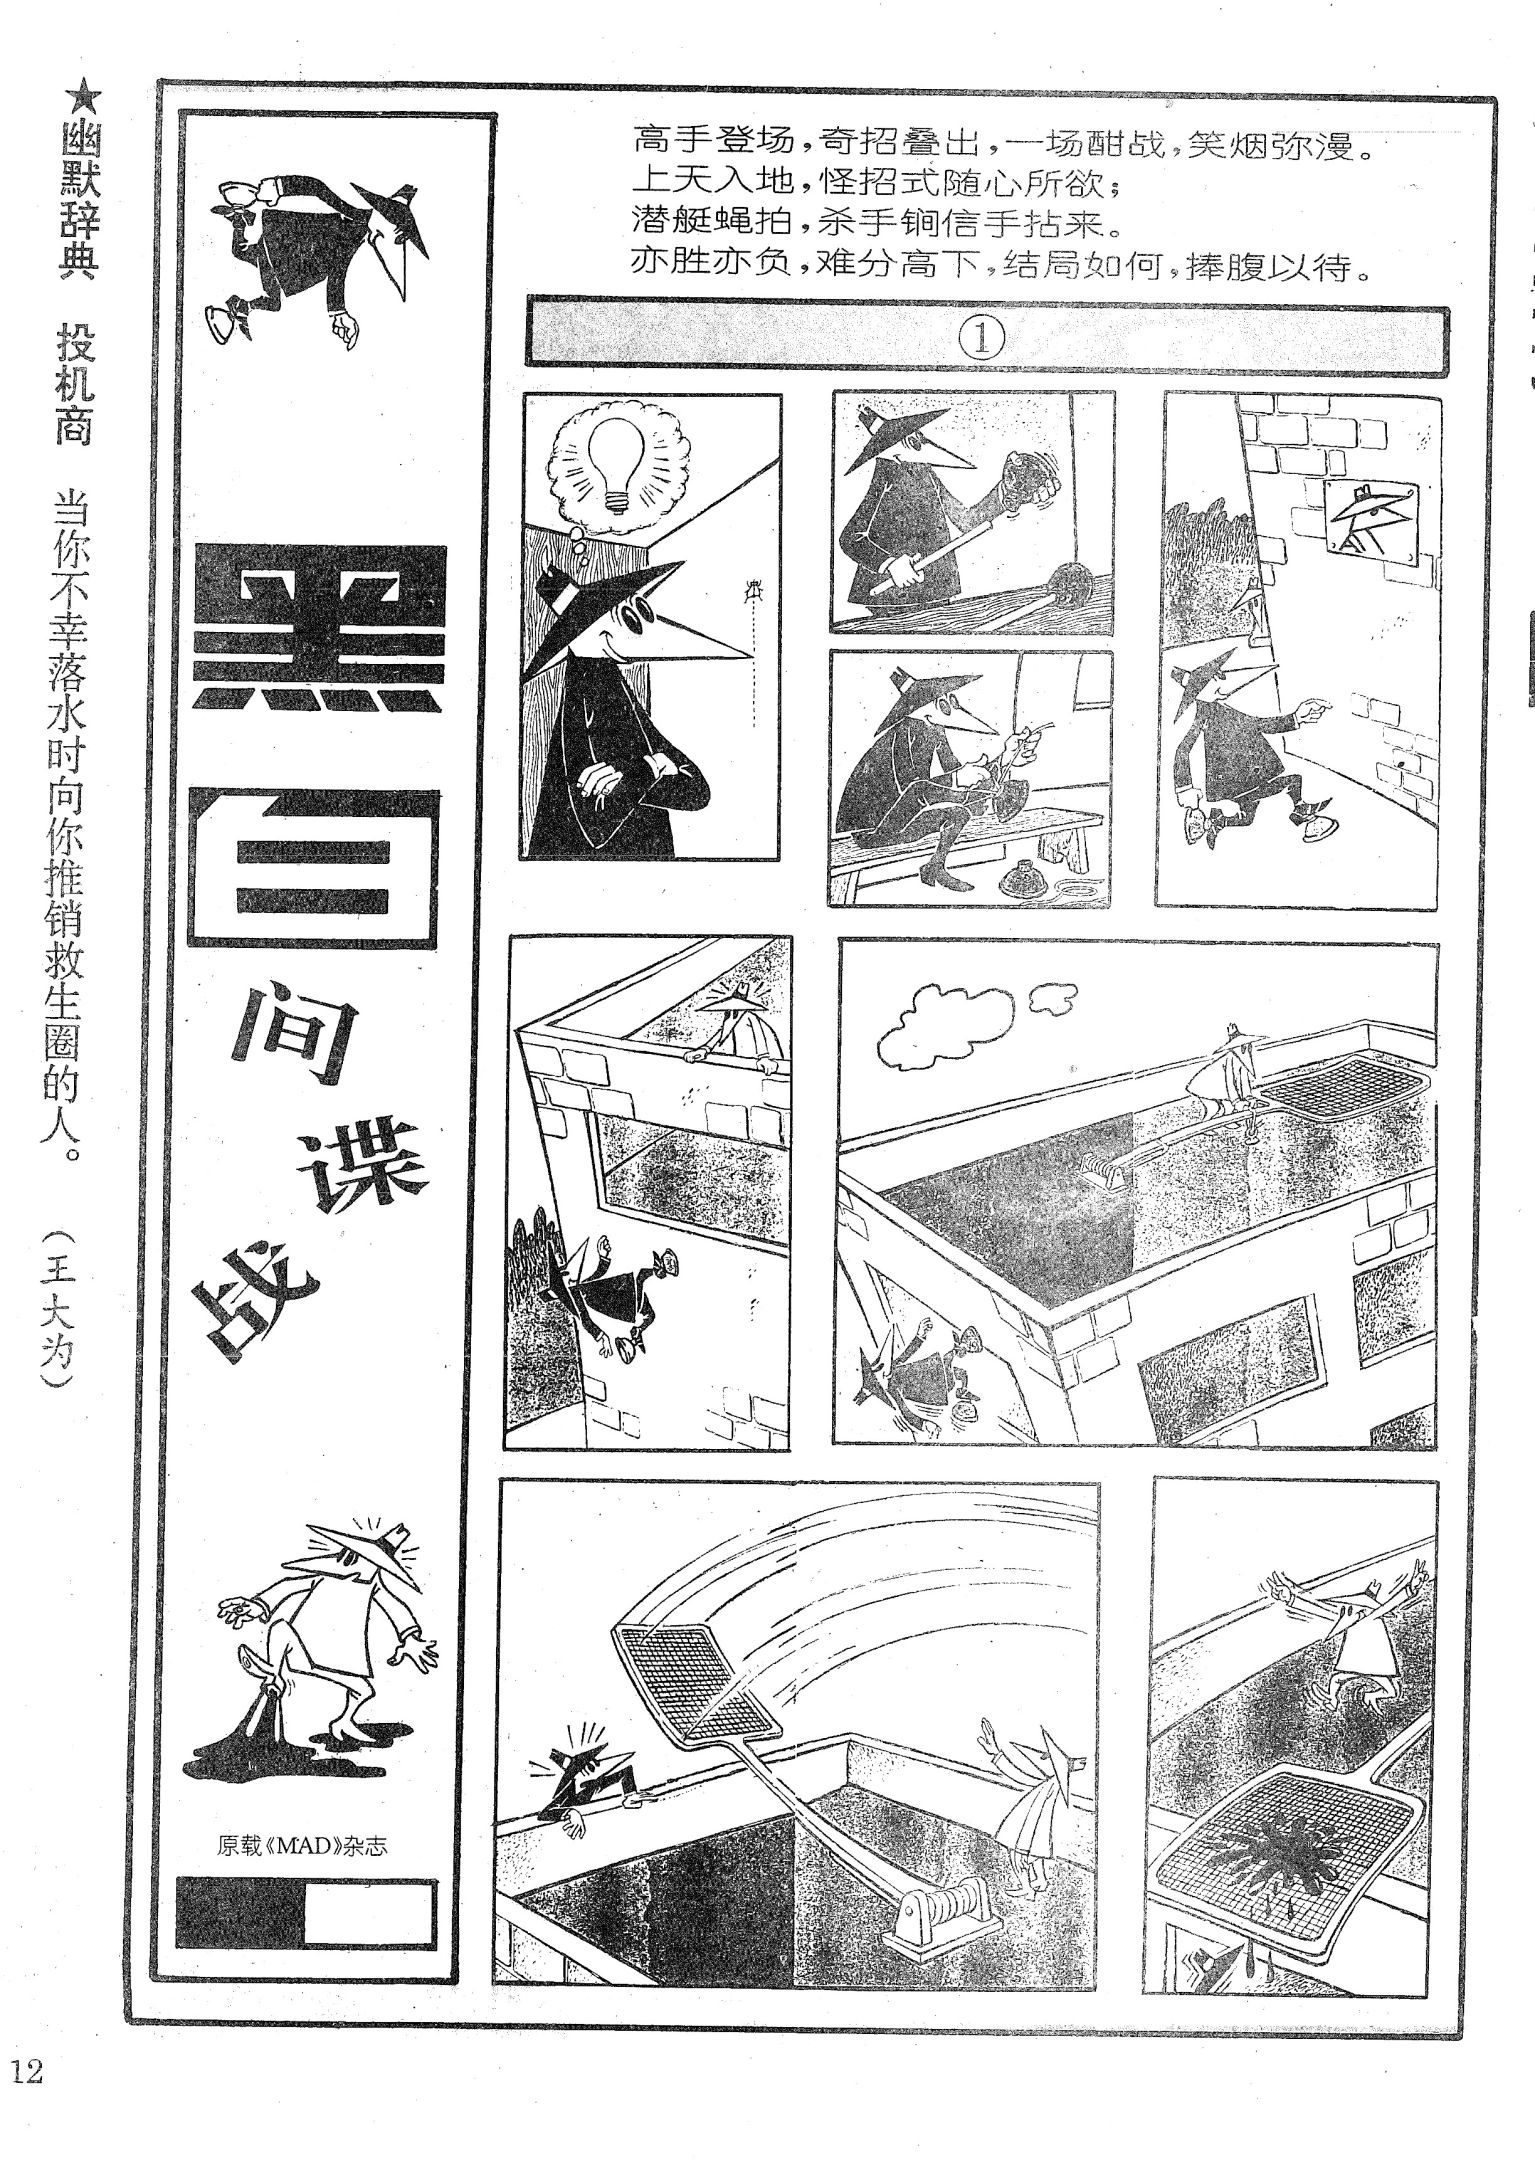 ★幽默辞典 投机商 当你不幸落水时向你推销救生圈的人。 (王大为)
高手登场,奇招叠出,一场酣战,笑烟弥漫。
上天入地,怪招式随心所欲;
潜艇蝇拍,杀手锏信手拈来。
亦胜亦负,难分高下,结局如何,捧腹以待。
①
黑白间谍战
原载《MAD》杂志
12